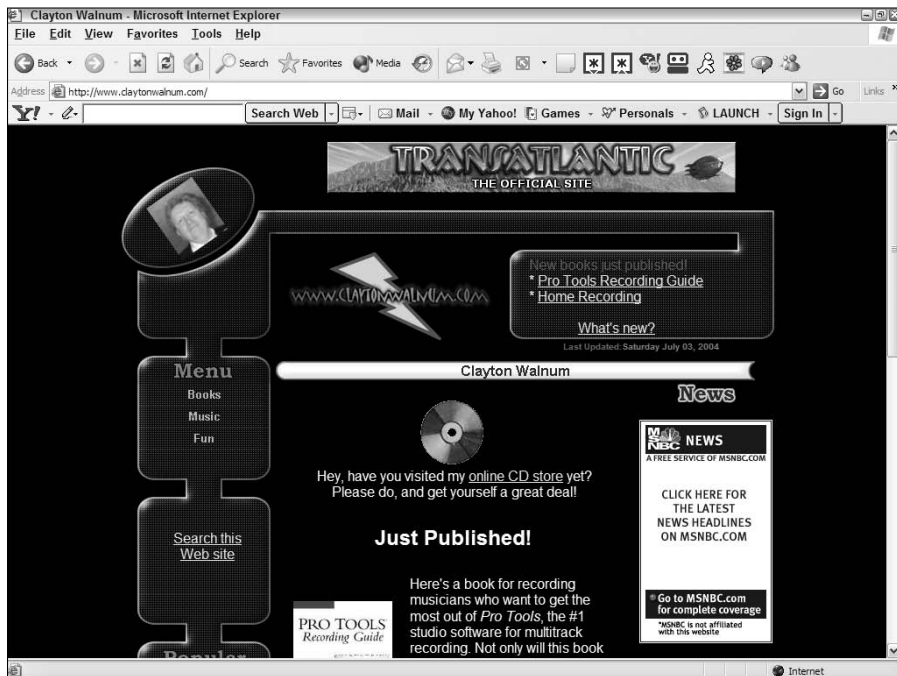 Clayton Walnum - Microsoft Internet Explorer
File Edit View Favorites Tools Help
Back Search Favorites Media
Address http://www.claytonwalnum.com/ Go Links »
Y! Search Web Mail My Yahoo! Games Personals LAUNCH Sign In
TRANSATLANTIC
THE OFFICIAL SITE
WWW.CLAYTONWALNUM.COM
New books just published!
* Pro Tools Recording Guide
* Home Recording
What's new?
Last Updated: Saturday July 03, 2004
Menu
Books
Music
Fun
Clayton Walnum
News
Hey, have you visited my online CD store yet?
Please do, and get yourself a great deal!
MSNBC NEWS
A FREE SERVICE OF MSNBC.COM
CLICK HERE FOR
THE LATEST
NEWS HEADLINES
ON MSNBC.COM
Go to MSNBC.com
for complete coverage
*MSNBC is not affiliated
with this website
Search this
Web site
Just Published!
PRO TOOLS
Recording Guide
Here's a book for recording
musicians who want to get the
most out of Pro Tools, the #1
studio software for multitrack
recording. Not only will this book
Popular
Internet